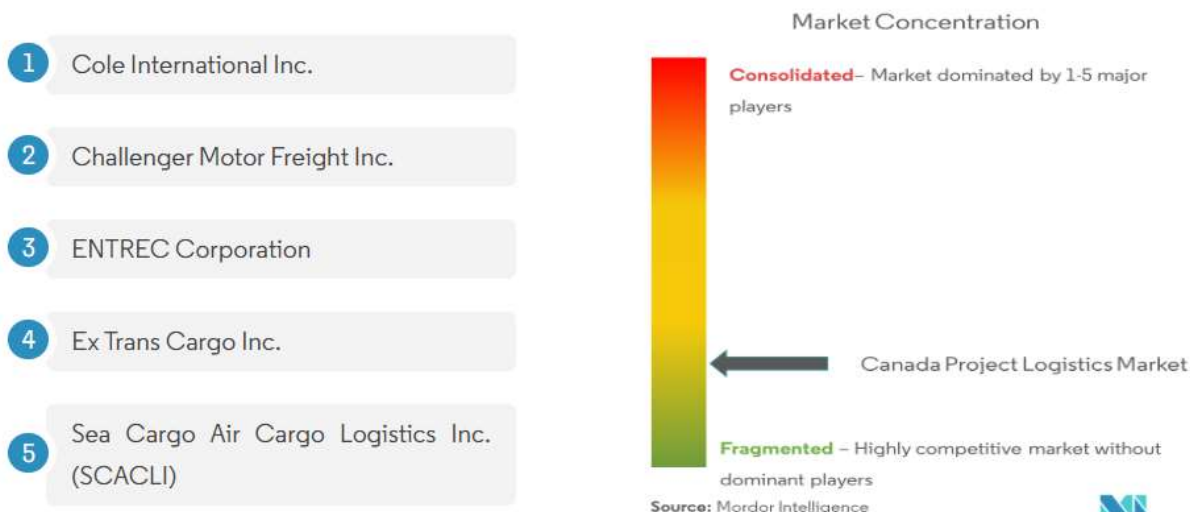 1
Cole International Inc.
2
Challenger Motor Freight Inc.
3
ENTREC Corporation
4
Ex Trans Cargo Inc.
5
Sea Cargo Air Cargo Logistics Inc.
(SCACLI)
Market Concentration
Consolidated– Market dominated by 1-5 major
players
Canada Project Logistics Market
Fragmented – Highly competitive market without
dominant players
Source: Mordor Intelligence